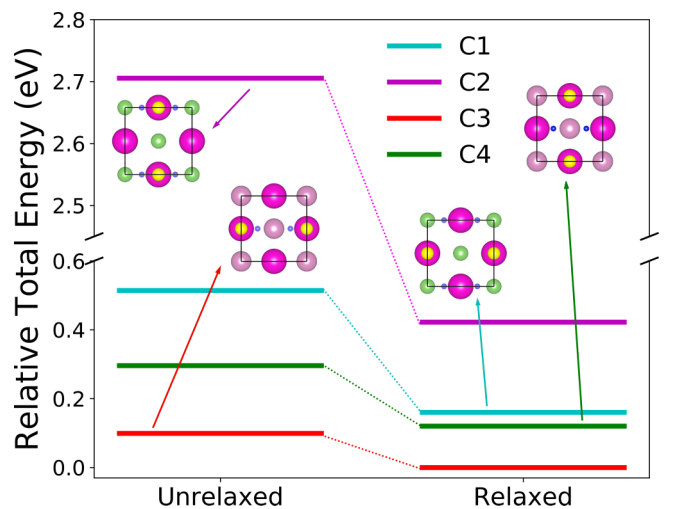 Relative Total Energy (eV)
2.8
2.7
2.6
2.5
0.6
0.4
0.2
0.0
C1
C2
C3
C4
Unrelaxed
Relaxed